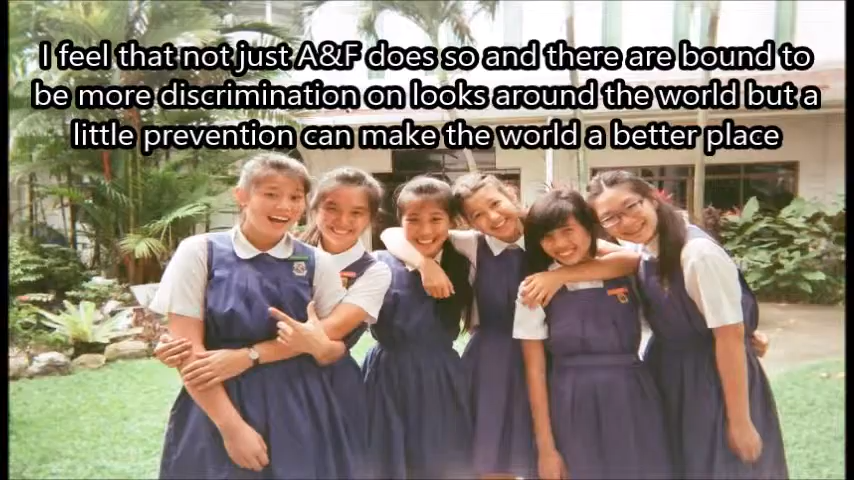 I feel that not just A&F does so and there are bound to
be more discrimination on looks around the world but a
little prevention can make the world a better place